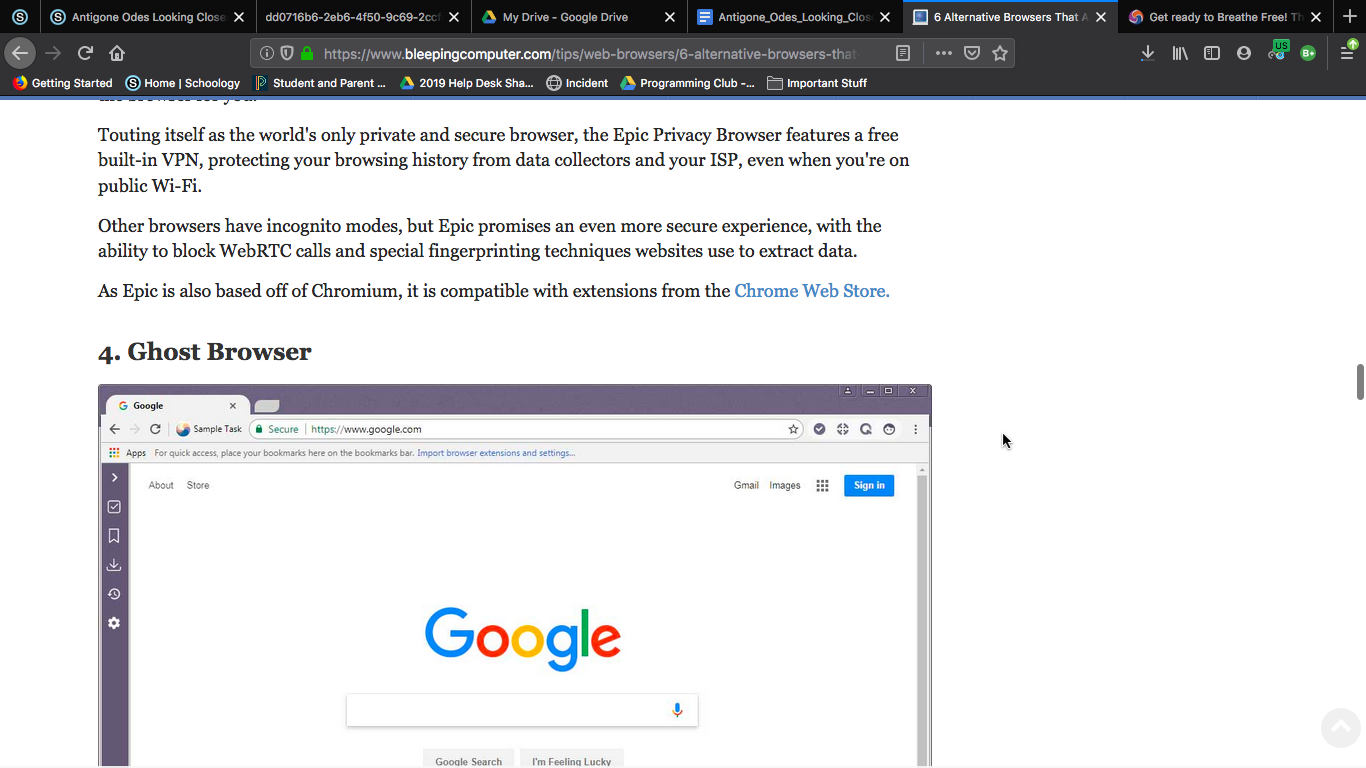 Antigone Odes Looking Close
dd0716b6-2eb6-4f50-9c69-2ccf
My Drive - Google Drive
Antigone_Odes_Looking_Clos
6 Alternative Browsers That A
Get ready to Breathe Free! Th
https://www.bleepingcomputer.com/tips/web-browsers/6-alternative-browsers-that
US
B+
Getting Started
Home | Schoology
Student and Parent ...
2019 Help Desk Sha...
Incident
Programming Club -...
Important Stuff
the browser for you.
Touting itself as the world's only private and secure browser, the Epic Privacy Browser features a free
built-in VPN, protecting your browsing history from data collectors and your ISP, even when you're on
public Wi-Fi.
Other browsers have incognito modes, but Epic promises an even more secure experience, with the
ability to block WebRTC calls and special fingerprinting techniques websites use to extract data.
As Epic is also based off of Chromium, it is compatible with extensions from the Chrome Web Store.
4. Ghost Browser
Google
Sample Task
Secure
https://www.google.com
Apps
For quick access, place your bookmarks here on the bookmarks bar. Import browser extensions and settings...
About Store
Gmail Images
Sign in
Google
Google Search
I'm Feeling Lucky